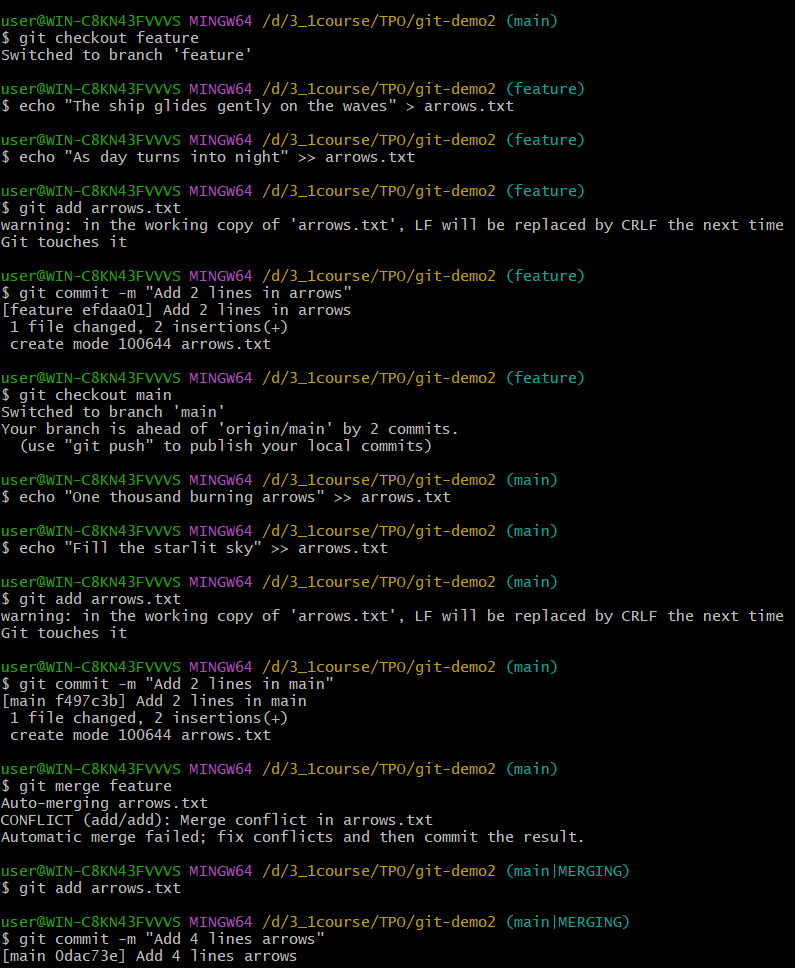 user@WIN-C8KN43FVVVS MINGW64 /d/3_1course/TPO/git-demo2 (main)
$ git checkout feature
Switched to branch 'feature'
user@WIN-C8KN43FVVVS MINGW64 /d/3_1course/TPO/git-demo2 (feature)
$ echo "The ship glides gently on the waves" > arrows.txt
user@WIN-C8KN43FVVVS MINGW64 /d/3_1course/TPO/git-demo2 (feature)
$ echo "As day turns into night" >> arrows.txt
user@WIN-C8KN43FVVVS MINGW64 /d/3_1course/TPO/git-demo2 (feature)
$ git add arrows.txt
warning: in the working copy of 'arrows.txt', LF will be replaced by CRLF the next time
Git touches it
user@WIN-C8KN43FVVVS MINGW64 /d/3_1course/TPO/git-demo2 (feature)
$ git commit -m "Add 2 lines in arrows"
[feature efdaa01] Add 2 lines in arrows
 1 file changed, 2 insertions(+)
 create mode 100644 arrows.txt
user@WIN-C8KN43FVVVS MINGW64 /d/3_1course/TPO/git-demo2 (feature)
$ git checkout main
Switched to branch 'main'
Your branch is ahead of 'origin/main' by 2 commits.
  (use "git push" to publish your local commits)
user@WIN-C8KN43FVVVS MINGW64 /d/3_1course/TPO/git-demo2 (main)
$ echo "One thousand burning arrows" >> arrows.txt
user@WIN-C8KN43FVVVS MINGW64 /d/3_1course/TPO/git-demo2 (main)
$ echo "Fill the starlit sky" >> arrows.txt
user@WIN-C8KN43FVVVS MINGW64 /d/3_1course/TPO/git-demo2 (main)
$ git add arrows.txt
warning: in the working copy of 'arrows.txt', LF will be replaced by CRLF the next time
Git touches it
user@WIN-C8KN43FVVVS MINGW64 /d/3_1course/TPO/git-demo2 (main)
$ git commit -m "Add 2 lines in main"
[main f497c3b] Add 2 lines in main
 1 file changed, 2 insertions(+)
 create mode 100644 arrows.txt
user@WIN-C8KN43FVVVS MINGW64 /d/3_1course/TPO/git-demo2 (main)
$ git merge feature
Auto-merging arrows.txt
CONFLICT (add/add): Merge conflict in arrows.txt
Automatic merge failed; fix conflicts and then commit the result.
user@WIN-C8KN43FVVVS MINGW64 /d/3_1course/TPO/git-demo2 (main|MERGING)
$ git add arrows.txt
user@WIN-C8KN43FVVVS MINGW64 /d/3_1course/TPO/git-demo2 (main|MERGING)
$ git commit -m "Add 4 lines arrows"
[main 0dac73e] Add 4 lines arrows